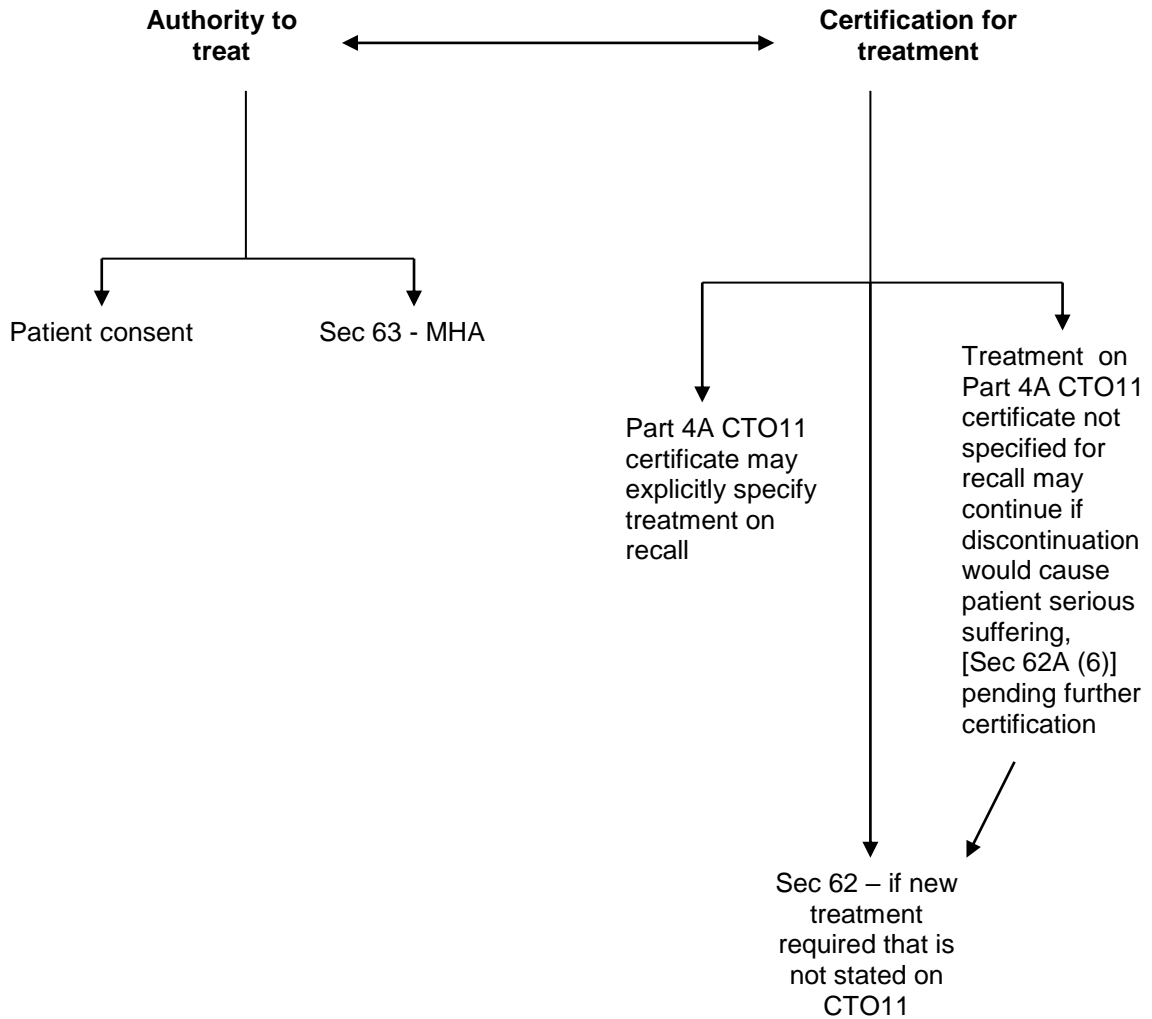 Authority to
treat
Certification for
treatment
Patient consent
Sec 63 - MHA
Part 4A CTO11
certificate may
explicitly specify
treatment on
recall
Treatment on
Part 4A CTO11
certificate not
specified for
recall may
continue if
discontinuation
would cause
patient serious
suffering,
[Sec 62A (6)]
pending further
certification
Sec 62 – if new
treatment
required that is
not stated on
CTO11